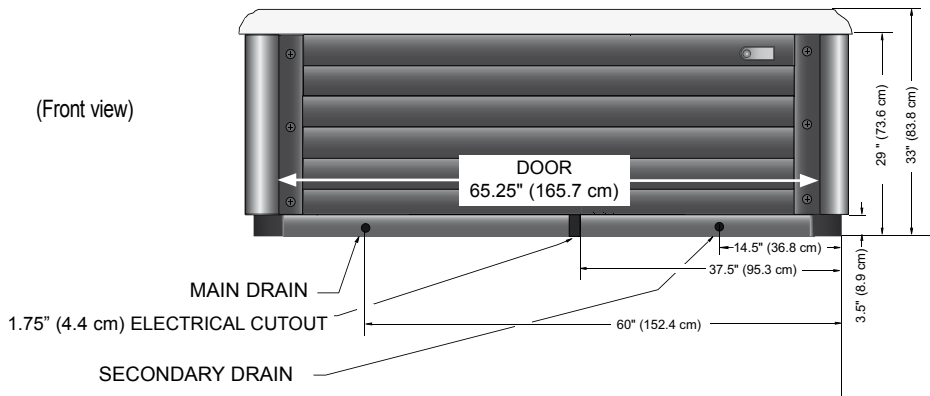 (Front view)
DOOR
65.25" (165.7 cm)
29 " (73.6 cm)
33" (83.8 cm)
14.5" (36.8 cm)
37.5" (95.3 cm)
3.5" (8.9 cm)
MAIN DRAIN
1.75” (4.4 cm) ELECTRICAL CUTOUT
60" (152.4 cm)
SECONDARY DRAIN